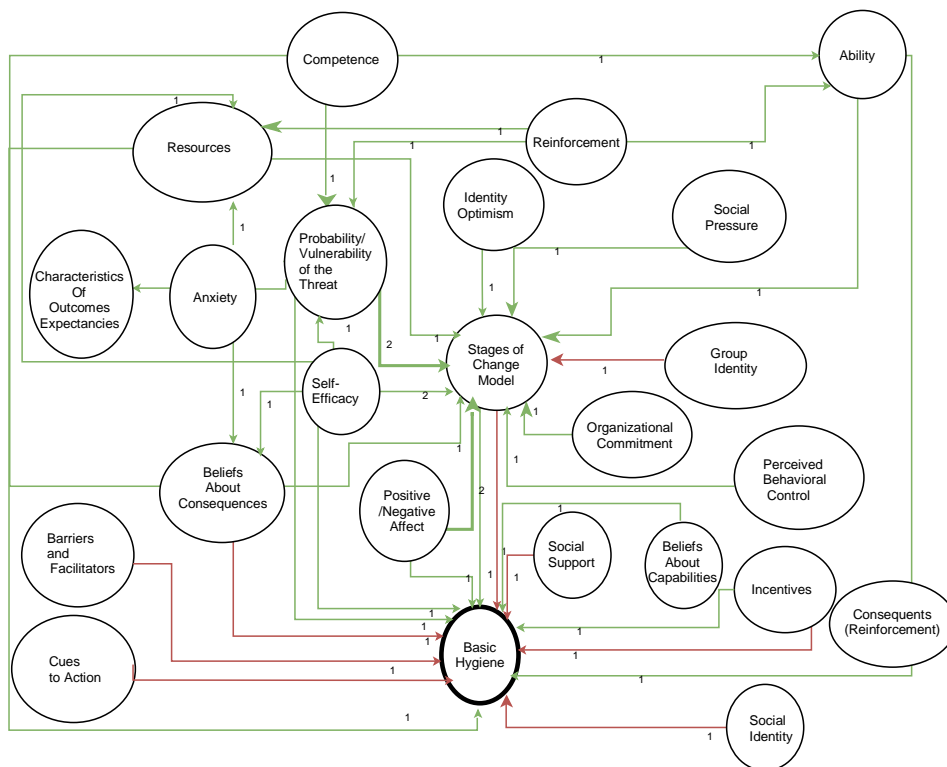 Competence
1
Ability
1
Resources
1
Reinforcement
1
1
1
Identity
Optimism
Social
Pressure
1
Probability/
Vulnerability
of the
Threat
1
Characteristics
Of
Outcomes
Expectancies
Anxiety
1
1
1
1
2
Stages of
Change
Model
1
Group
Identity
1
1
Self-
Efficacy
2
1
Organizational
Commitment
Beliefs
About
Consequences
1
1
Perceived
Behavioral
Control
Positive
/Negative
Affect
2
Barriers
and
Facilitators
1
1
Social
Support
Beliefs
About
Capabilities
1
1
1
Incentives
Consequents
(Reinforcement)
1
1
1
1
Basic
Hygiene
1
1
Cues
to Action
1
1
1
Social
Identity
1